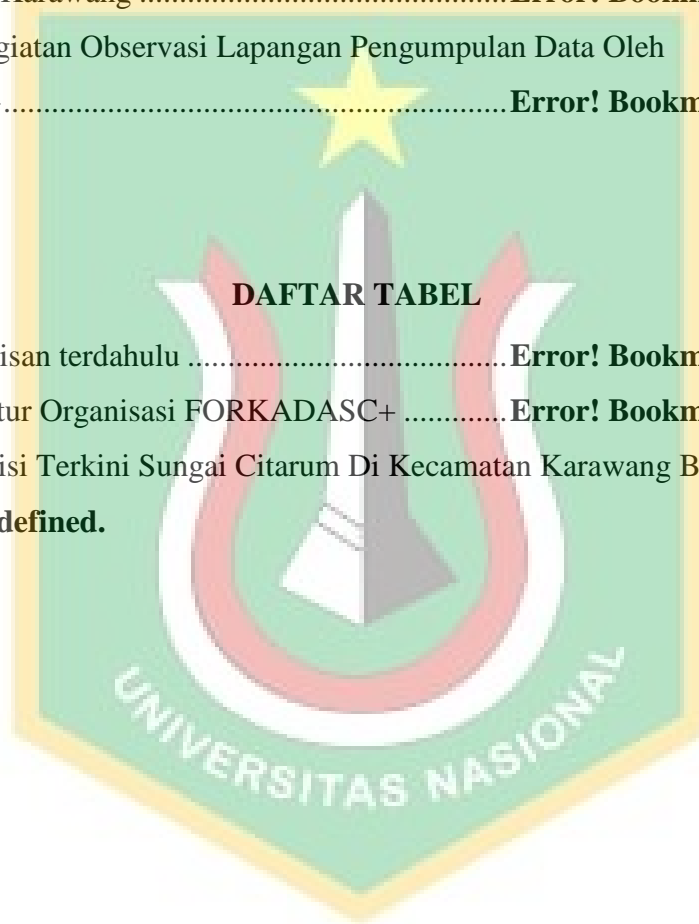 Karawang .............................................. Error! Bookm
giatan Observasi Lapangan Pengumpulan Data Oleh
............................................................... Error! Bookm
DAFTAR TABEL
isan terdahulu ........................................ Error! Bookm
tur Organisasi FORKADASC+ ............. Error! Bookm
isi Terkini Sungai Citarum Di Kecamatan Karawang B
defined.
UNIVERSITAS NASIONAL